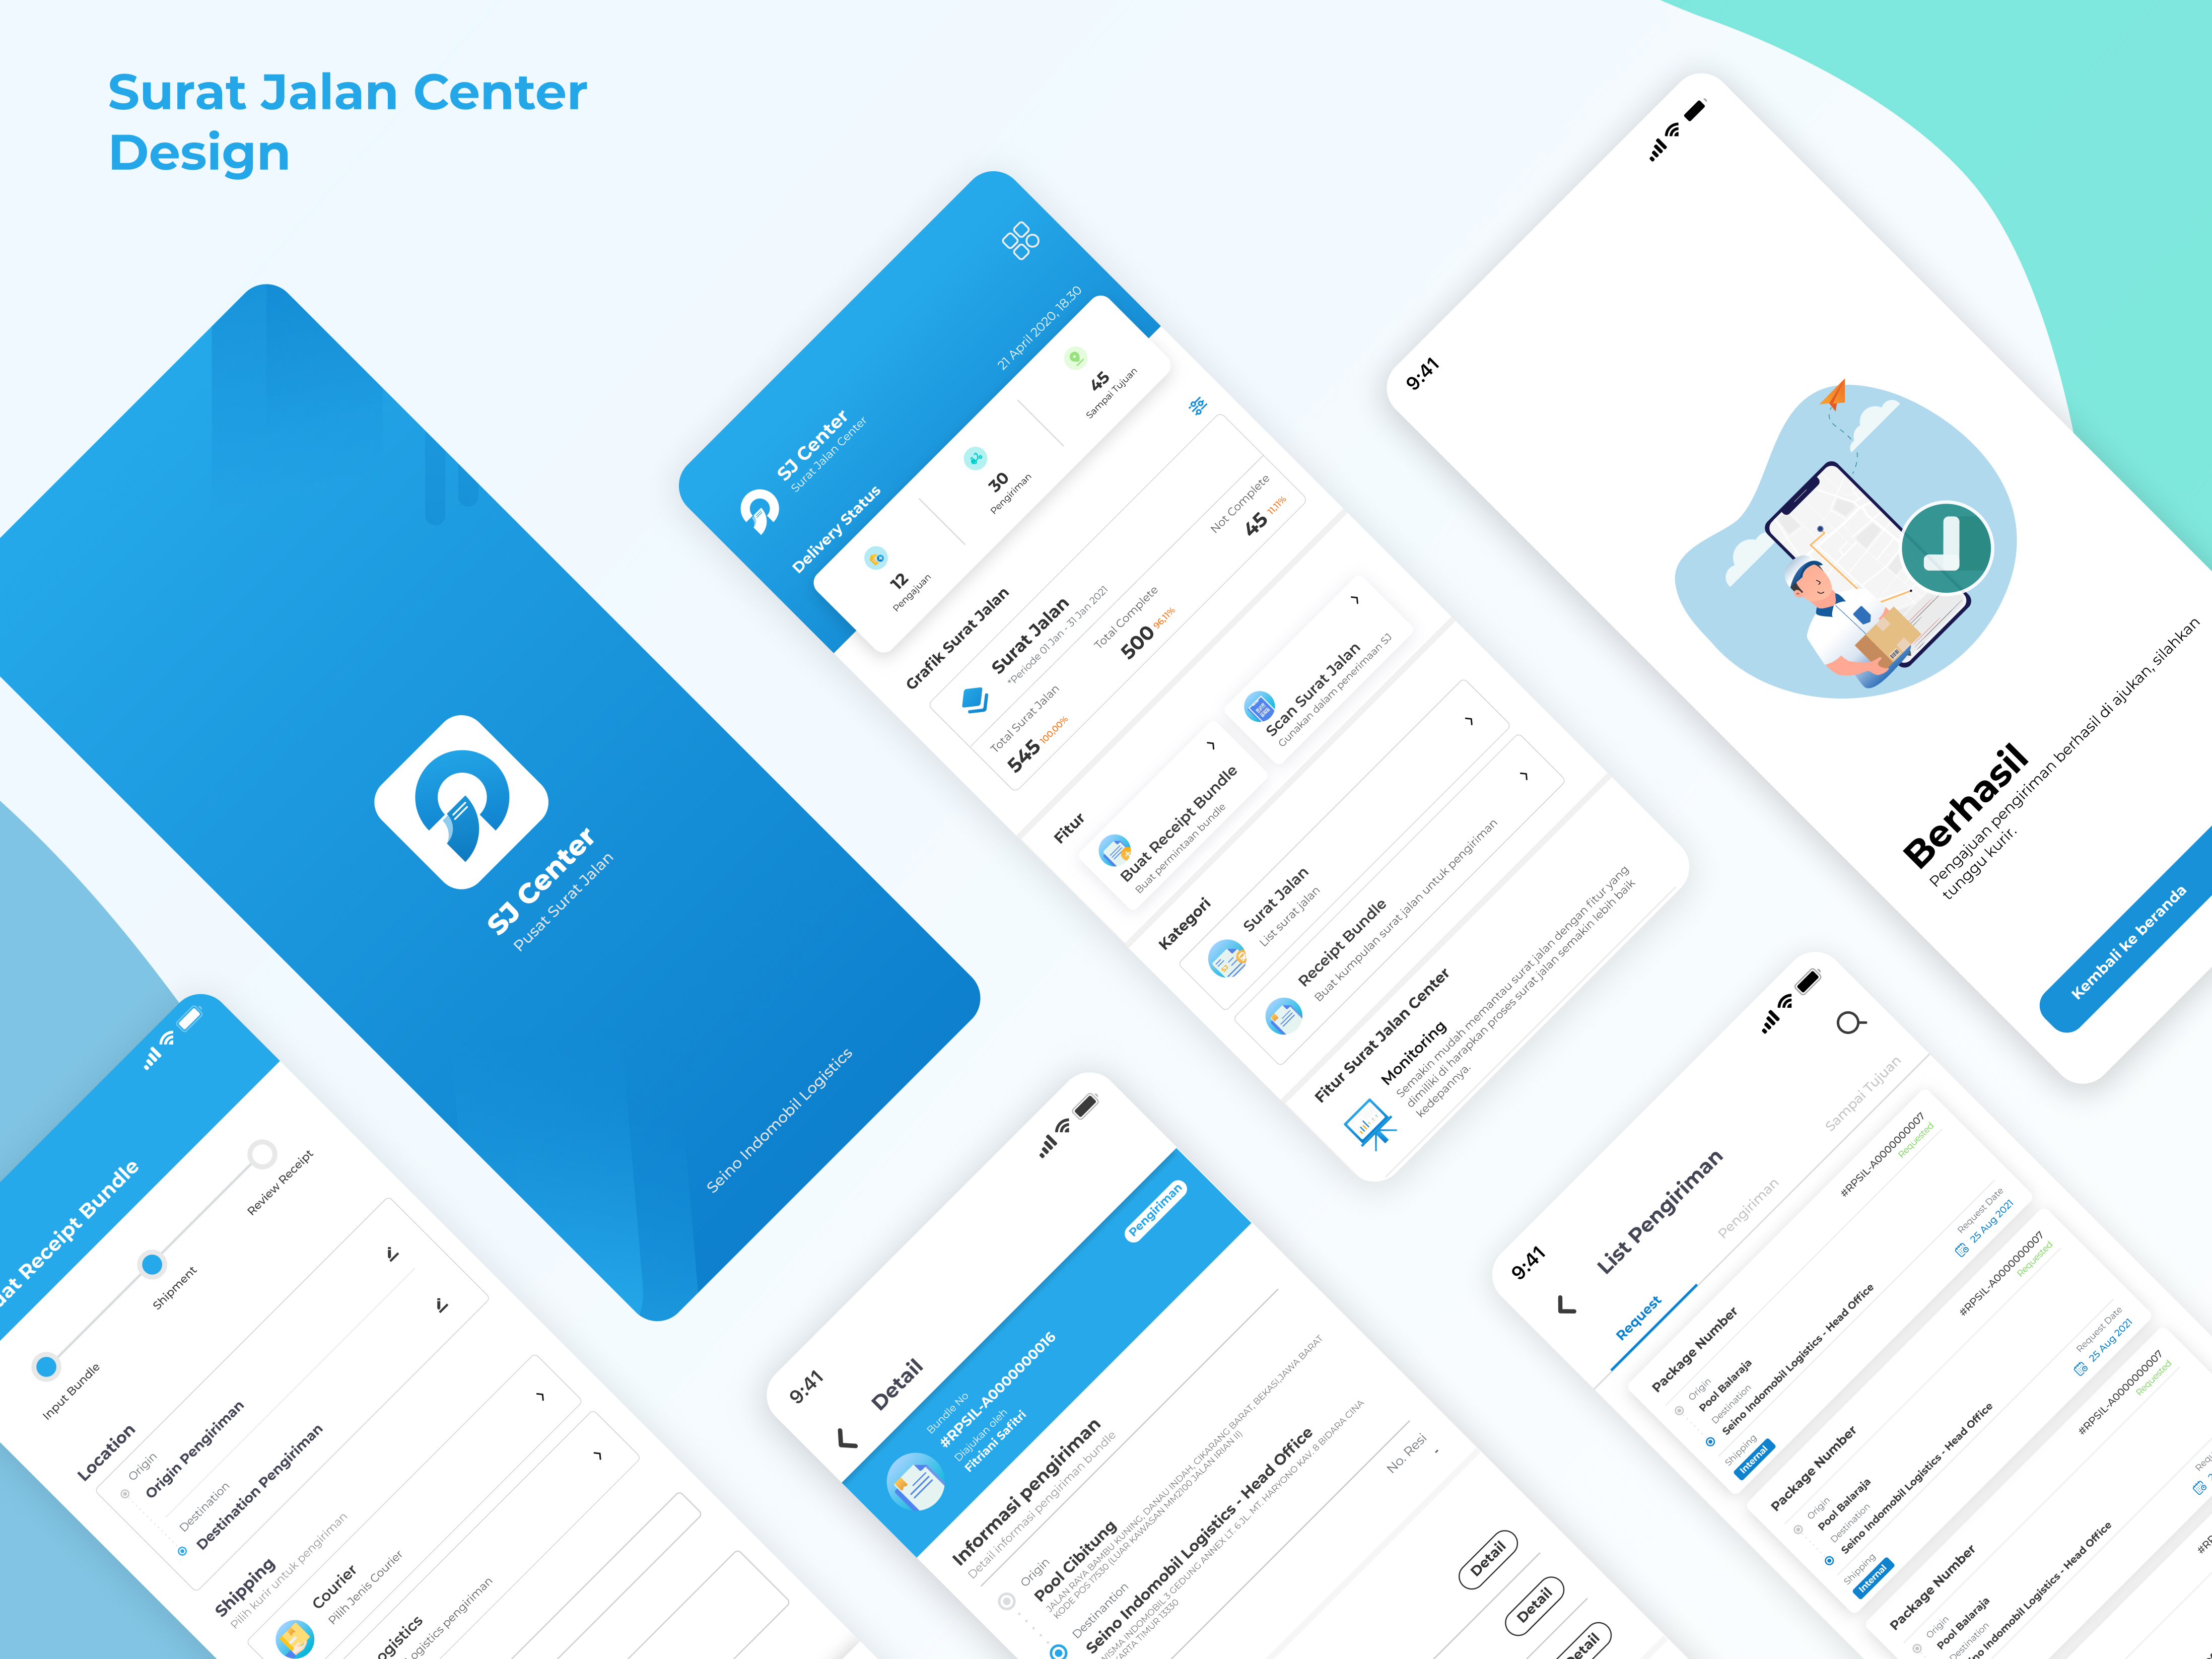 Surat Jalan Center
Design
SJ Center
Pusat Surat Jalan
Seino Indomobil Logistics
SJ Center
Surat Jalan Center
Delivery Status
21 April 2020, 18.30
12
Pengajuan
30
Pengiriman
45
Sampai Tujuan
Grafik Surat Jalan
Surat Jalan
*Periode 01 Jan - 31 Jan 2021
Total Surat Jalan
545 100,00%
Total Complete
500 96,11%
Not Complete
45 11,11%
Fitur
Buat Receipt Bundle
Buat permintaan bundle
Scan Surat Jalan
Gunakan dalam penerimaan SJ
Kategori
Surat Jalan
List surat jalan
Receipt Bundle
Buat kumpulan surat jalan untuk pengiriman
Fitur Surat Jalan Center
Monitoring
Semakin mudah memantau surat jalan dengan fitur yang
dimiliki di harapkan proses surat jalan semakin lebih baik
kedepannya.
9:41
Berhasil
Pengajuan pengiriman berhasil di ajukan, silahkan
tunggu kurir.
Kembali ke beranda
Receipt Bundle
Input Bundle
Shipment
Review Receipt
Location
Origin
Origin Pengiriman
Destination
Destination Pengiriman
Shipping
Pilih kurir untuk pengiriman
Courier
Pilih Jenis Courier
pengiriman
9:41
Detail
Pengiriman
Bundle No
#RPSIL-A0000000016
Diajukan oleh
Fitriani Safitri
Informasi pengiriman
Detail informasi pengiriman bundle
Origin
Pool Cibitung
JALAN RAYA BAMBU KUNING, DANAU INDAH, CIKARANG BARAT, BEKASI,JAWA BARAT
KODE POS 17530 (LUAR KAWASAN MM2100 JALAN IRIAN II)
Destinantion
Seino Indomobil Logistics - Head Office
INDOMOBIL 3 GEDUNG ANNEX LT. 6 JL. MT. HARYONO KAV. 8 BIDARA CINA
TIMUR 13330
No. Resi
-
Detail
Detail
9:41
List Pengiriman
Request
Pengiriman
Sampai Tujuan
Package Number
#RPSIL-A0000000007
Requested
Origin
Pool Balaraja
Destination
Seino Indomobil Logistics - Head Office
Request Date
25 Aug 2021
Shipping
Internal
Package Number
#RPSIL-A0000000007
Requested
Origin
Pool Balaraja
Destination
Seino Indomobil Logistics - Head Office
Request Date
25 Aug 2021
Shipping
Internal
Package Number
#RPSIL-A0000000007
Requested
Origin
Pool Balaraja
Destination
Indomobil Logistics - Head Office